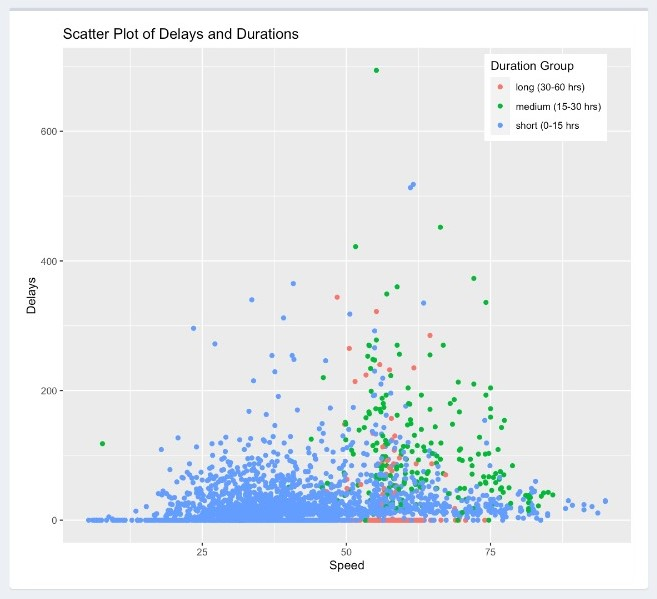 Scatter Plot of Delays and Durations
Duration Group
long (30-60 hrs)
medium (15-30 hrs)
short (0-15 hrs
600
400
200
0
Delays
25 50 75
Speed